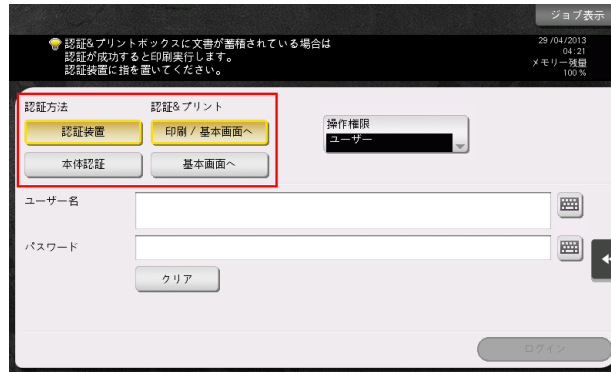 ジョブ表示
認証&プリントボックスに文書が蓄積されている場合は
認証が成功すると印刷実行します。
認証装置に指を置いてください。
29/04/2013
04:21
メモリー残量
100 %
認証方法
認証&プリント
認証装置
印刷 / 基本画面へ
操作権限
ユーザー
本体認証
基本画面へ
ユーザー名
パスワード
クリア
ログイン